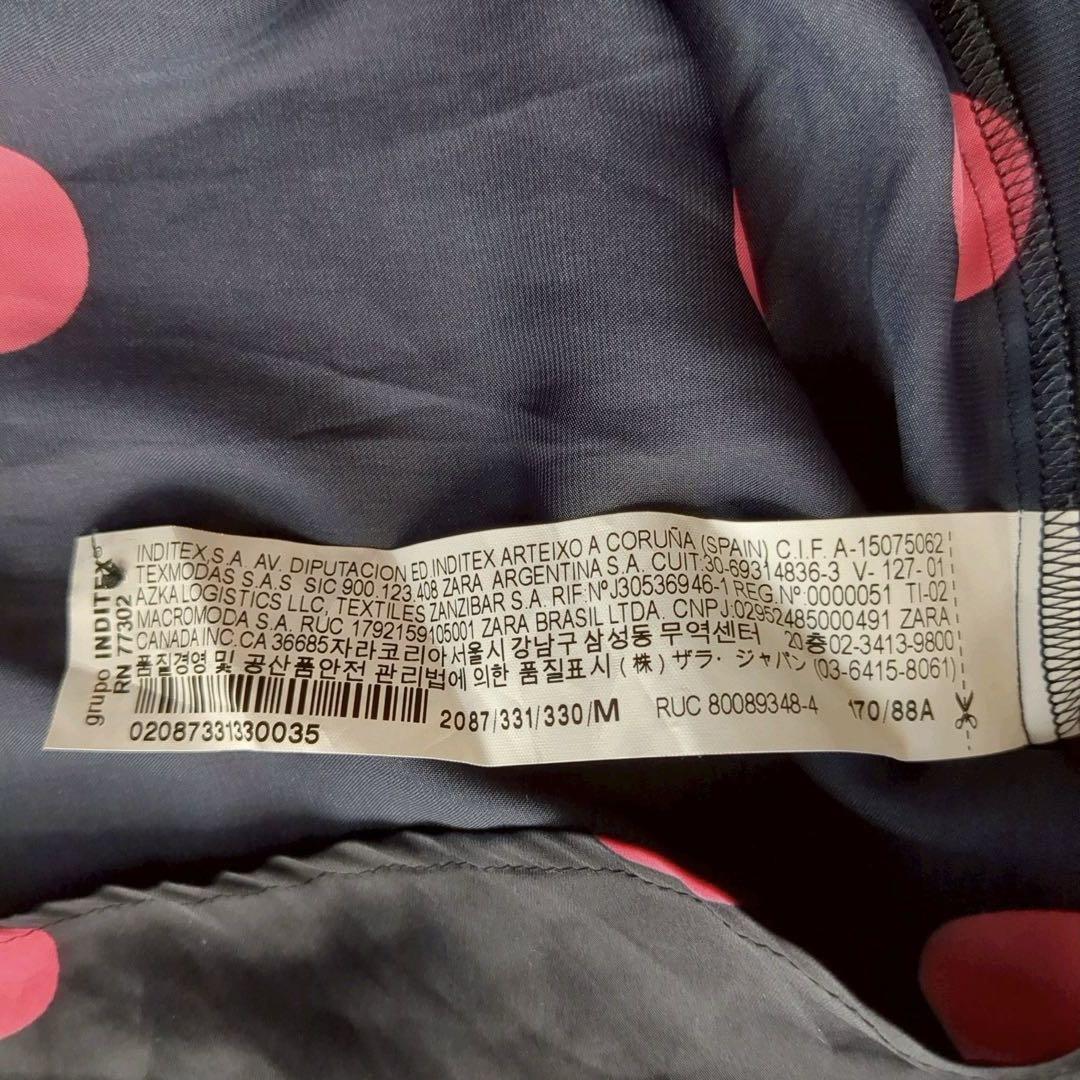 grupo INDITEX
RN 77302
INDITEX S.A. AV. DIPUTACION ED.INDITEX ARTEIXO A CORUÑA (SPAIN) C.I.F. A-15075062
TEXMODAS S.A.S SIC 900.123.408 ZARA ARGENTINA S.A. CUIT:30-69314836-3 V-127-01
AZKA LOGISTICS LLC, TEXTILES ZANZIBAR S.A. RIF:NºJ30536946-1 REG.Nº:0000051 TI-02
MACROMODA S.A. RUC 1792159105001 ZARA BRASIL LTDA. CNPJ:02952485000491 ZARA
CANADA INC.CA 36685자라코리아 서울시 강남구 삼성동 무역센터 20층02-3413-9800
품질경영 및 공산품안전 관리법에 의한 품질표시 (株) ザラ・ジャパン (03-6415-8061)
02087331330035 2087/331/330/M RUC 80089348-4 170/88A